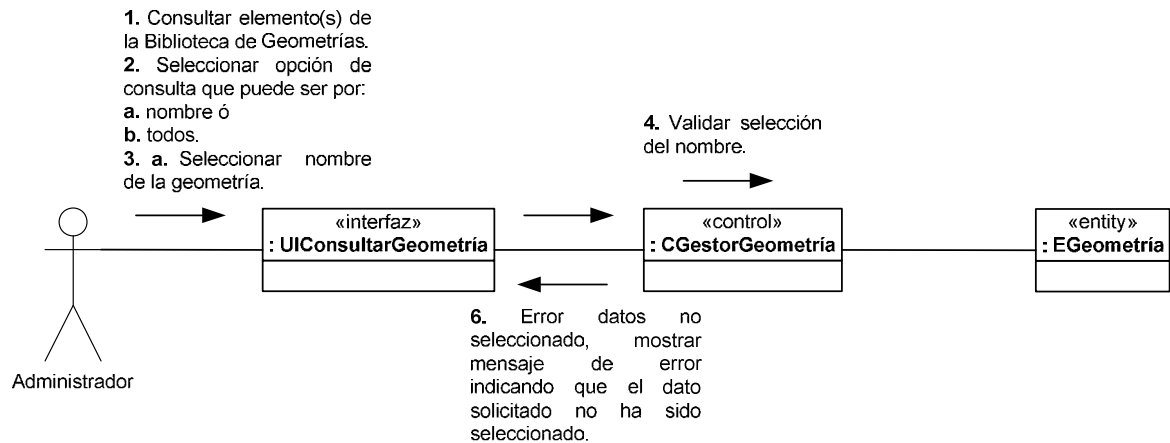 1. Consultar elemento(s) de
la Biblioteca de Geometrías.
2. Seleccionar opción de
consulta que puede ser por:
a. nombre ó
b. todos.
3. a. Seleccionar nombre
de la geometría.
4. Validar selección
del nombre.
«interfaz»
: UIConsultarGeometría
«control»
: CGestorGeometría
«entity»
: EGeometría
6. Error datos no
seleccionado, mostrar
mensaje de error
indicando que el dato
solicitado no ha sido
seleccionado.
Administrador